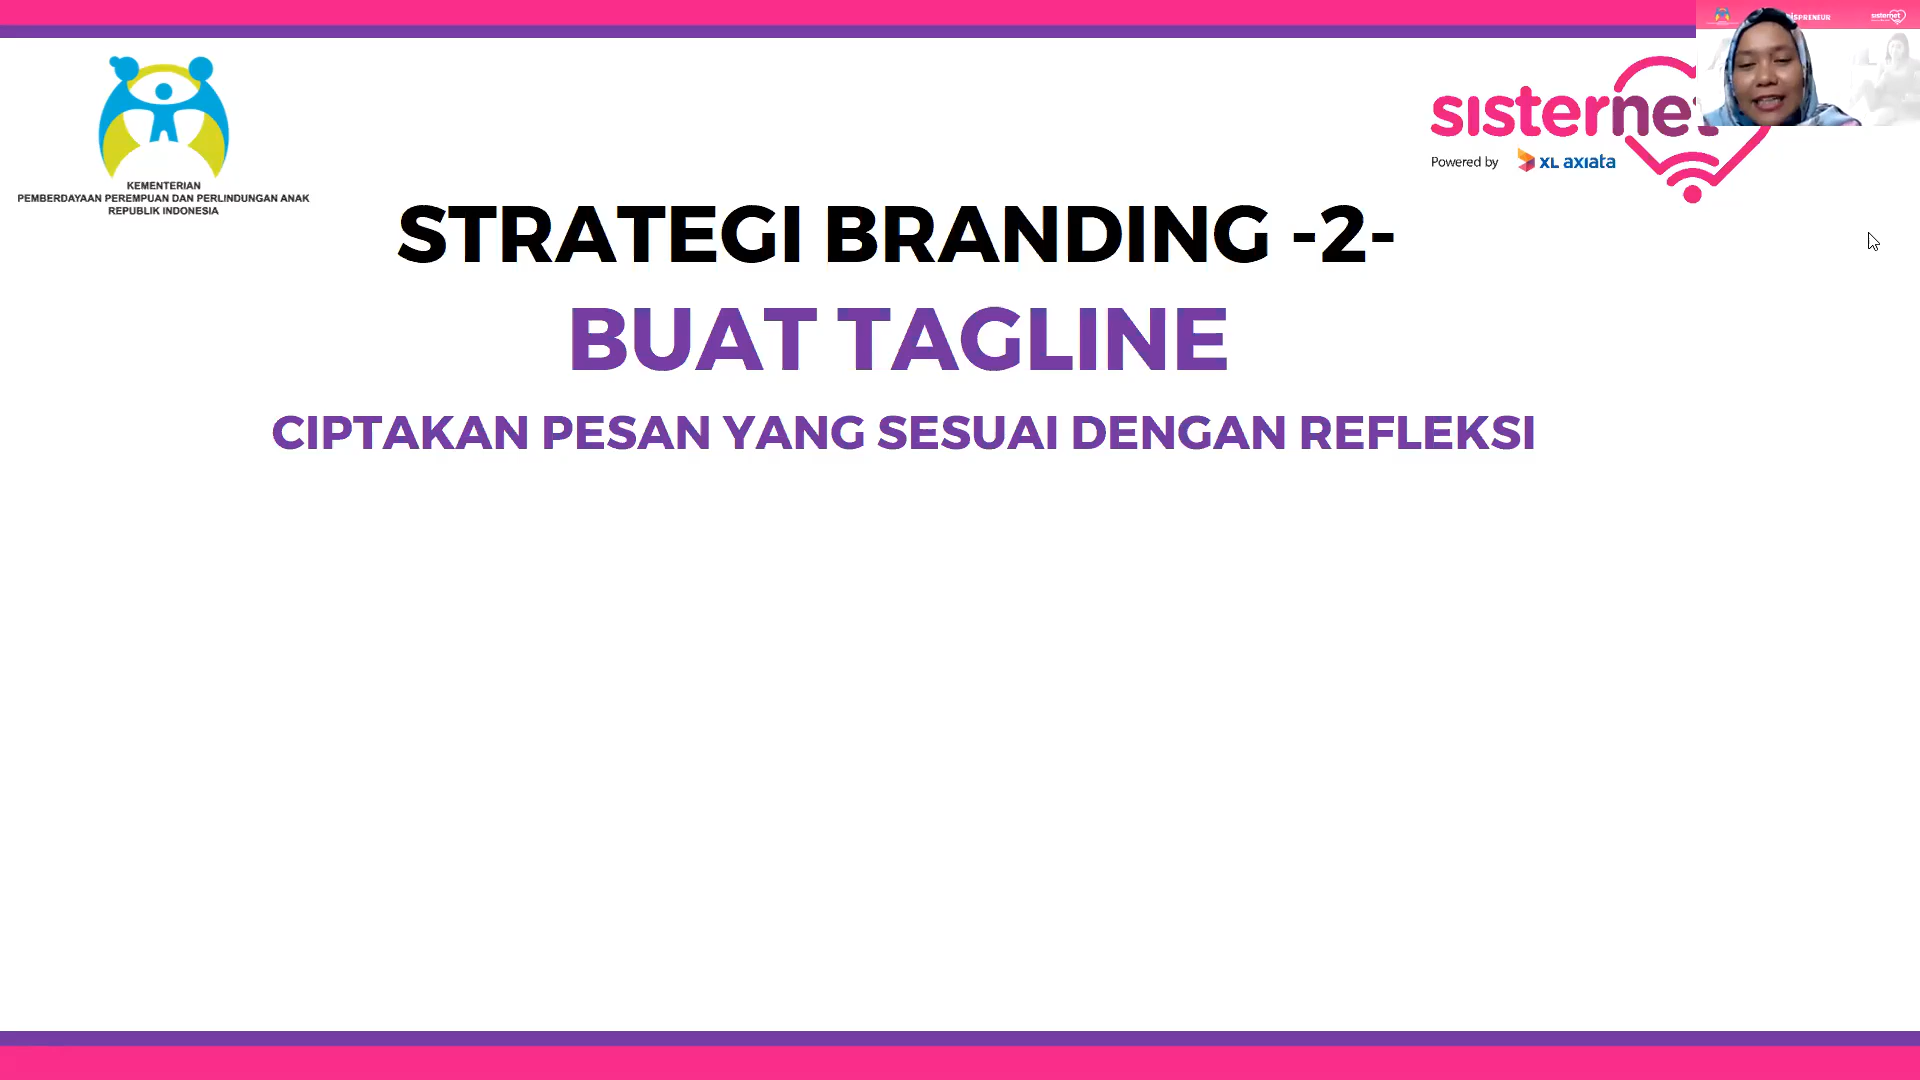 KEMENTERIAN
PEMBERDAYAAN PEREMPUAN DAN PERLINDUNGAN ANAK
REPUBLIK INDONESIA
sisternet
Powered by XL axiata
sisternet
STRATEGI BRANDING -2-
BUAT TAGLINE
CIPTAKAN PESAN YANG SESUAI DENGAN REFLEKSI